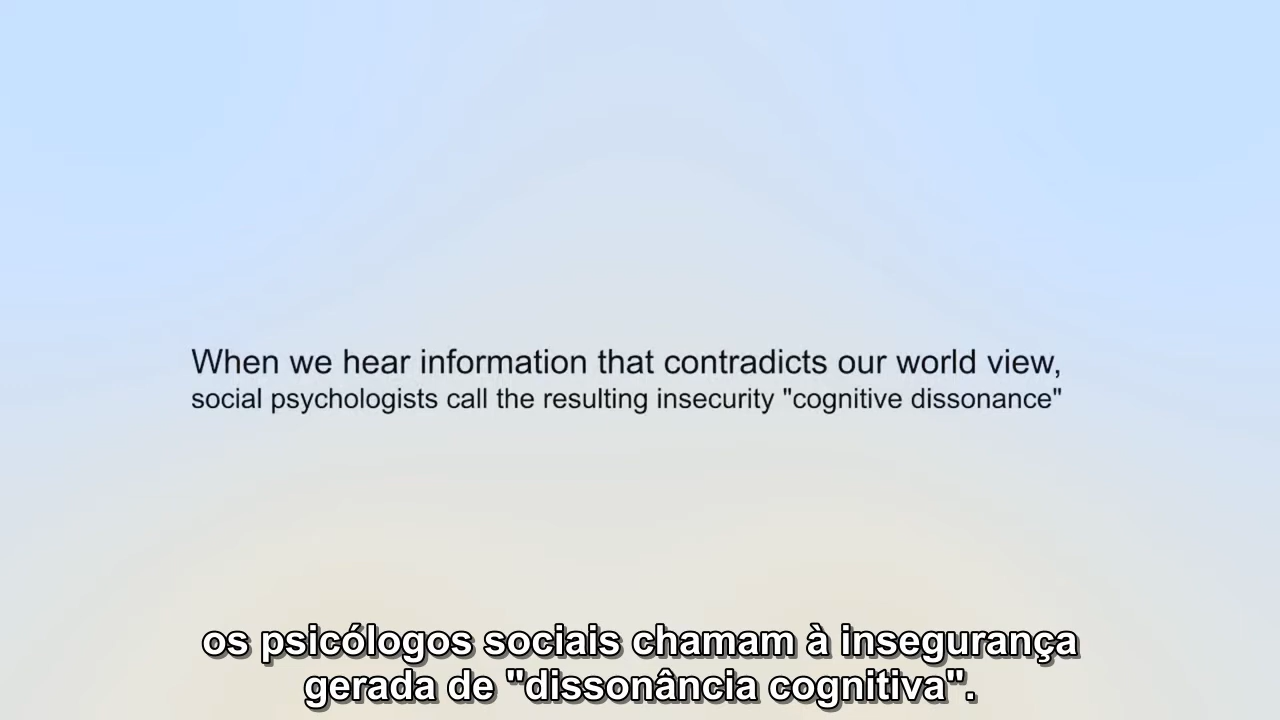 When we hear information that contradicts our world view,
social psychologists call the resulting insecurity "cognitive dissonance"
os psicólogos sociais chamam à insegurança
gerada de "dissonância cognitiva".